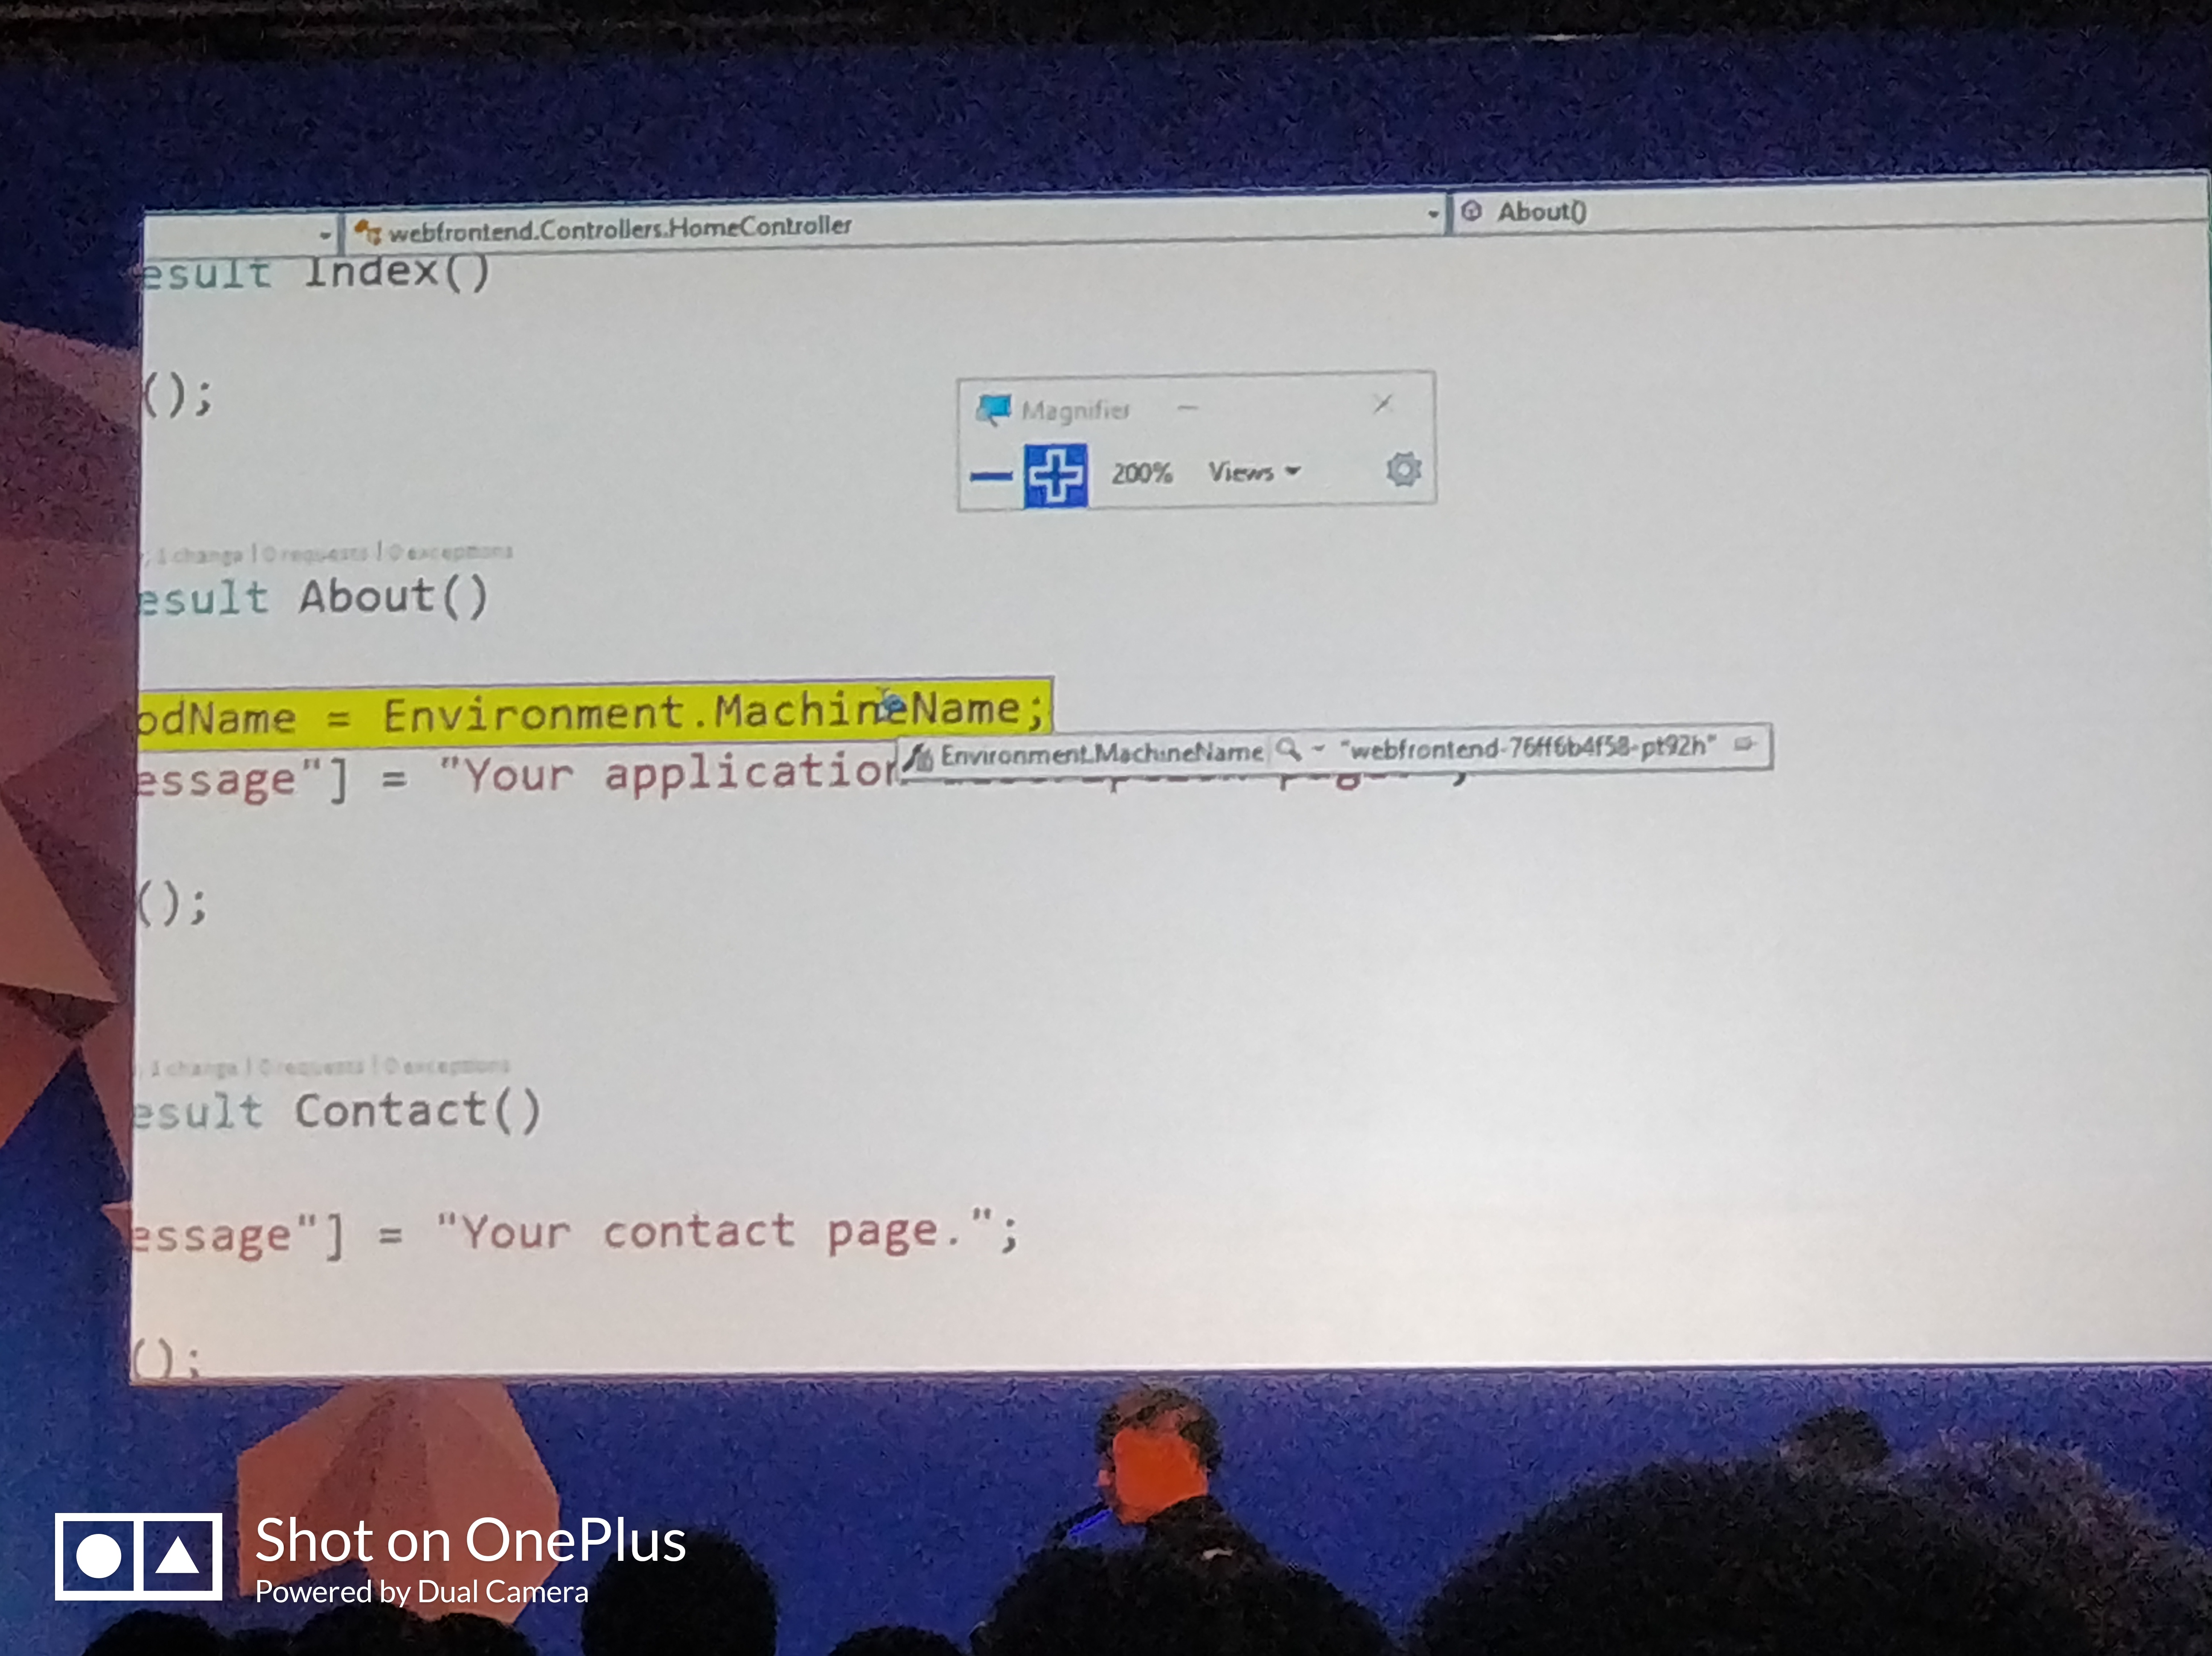 webfrontend.Controllers.HomeController About()
esult Index()
();
Magnifier
200% Views
1 change | 0 requests | 0 exceptions
esult About()
odName = Environment.MachineName;
Environment.MachineName "webfrontend-76ff6b4f58-pt92h"
essage"] = "Your application
();
1 change | 0 requests | 0 exceptions
esult Contact()
essage"] = "Your contact page.";
();
Shot on OnePlus
Powered by Dual Camera